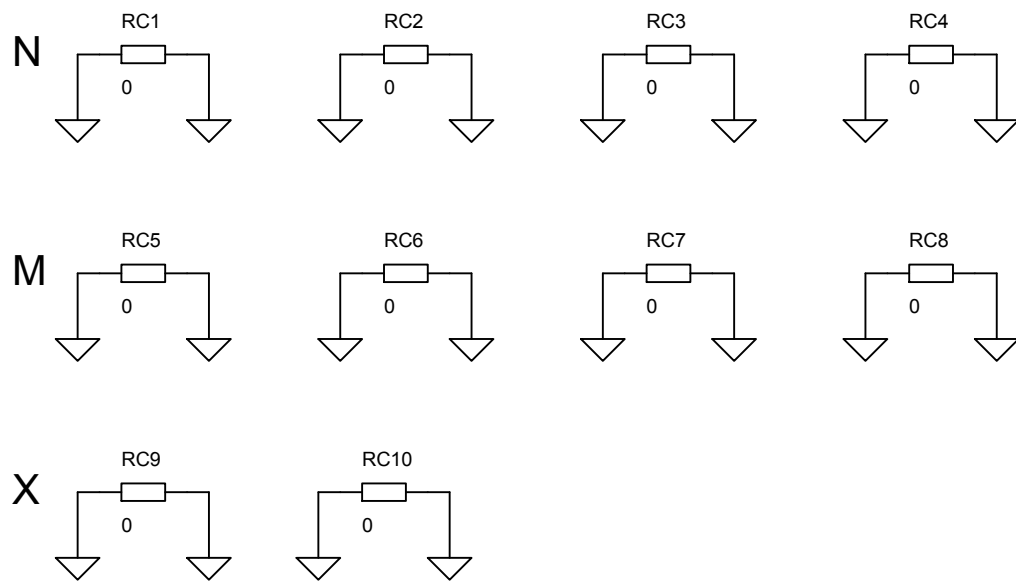 RC1 RC2 RC3 RC4
N
0 0 0 0
RC5 RC6 RC7 RC8
M
0 0 0 0
RC9 RC10
X
0 0